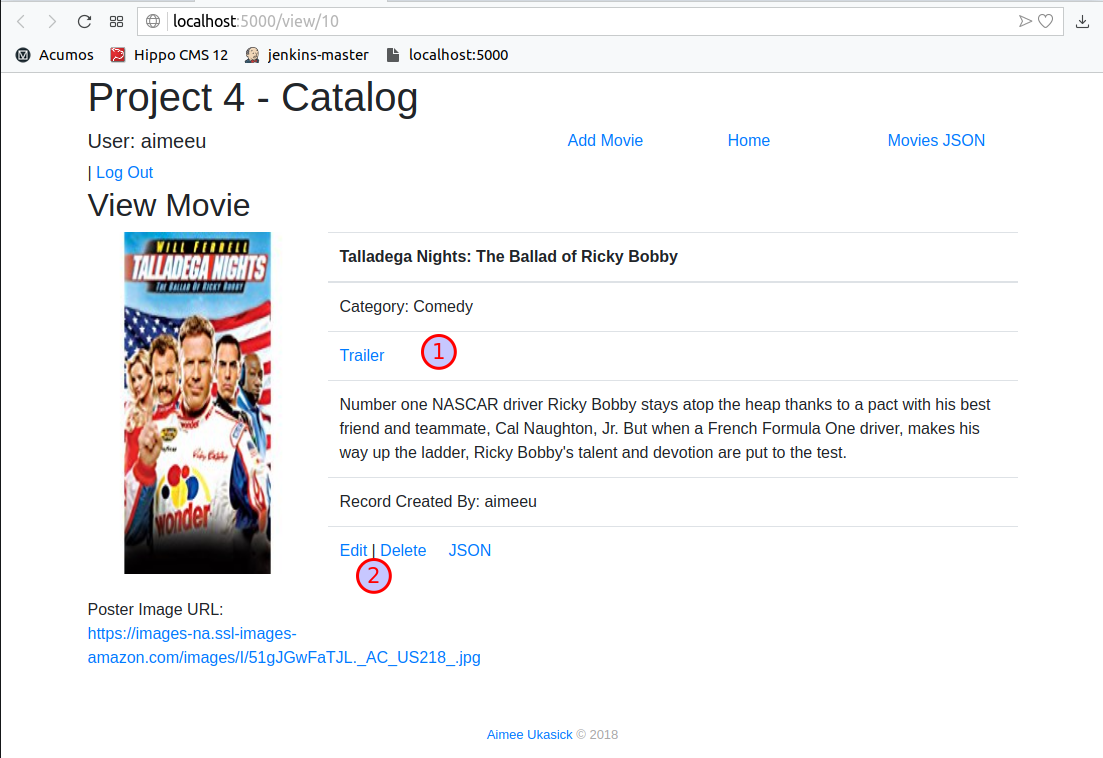 localhost:5000/view/10
Acumos Hippo CMS 12 jenkins-master localhost:5000
Project 4 - Catalog
User: aimeeu Add Movie Home Movies JSON
| Log Out
View Movie
WILL FERRELL
TALLADEGA NIGHTS
THE BALLAD OF RICKY BOBBY
Ricky Bobby
wonder
Talladega Nights: The Ballad of Ricky Bobby
Category: Comedy
Trailer 1
Number one NASCAR driver Ricky Bobby stays atop the heap thanks to a pact with his best
friend and teammate, Cal Naughton, Jr. But when a French Formula One driver, makes his
way up the ladder, Ricky Bobby's talent and devotion are put to the test.
Record Created By: aimeeu
Edit | Delete JSON
2
Poster Image URL:
https://images-na.ssl-images-
amazon.com/images/I/51gJGwFaTJL._AC_US218_.jpg
Aimee Ukasick © 2018